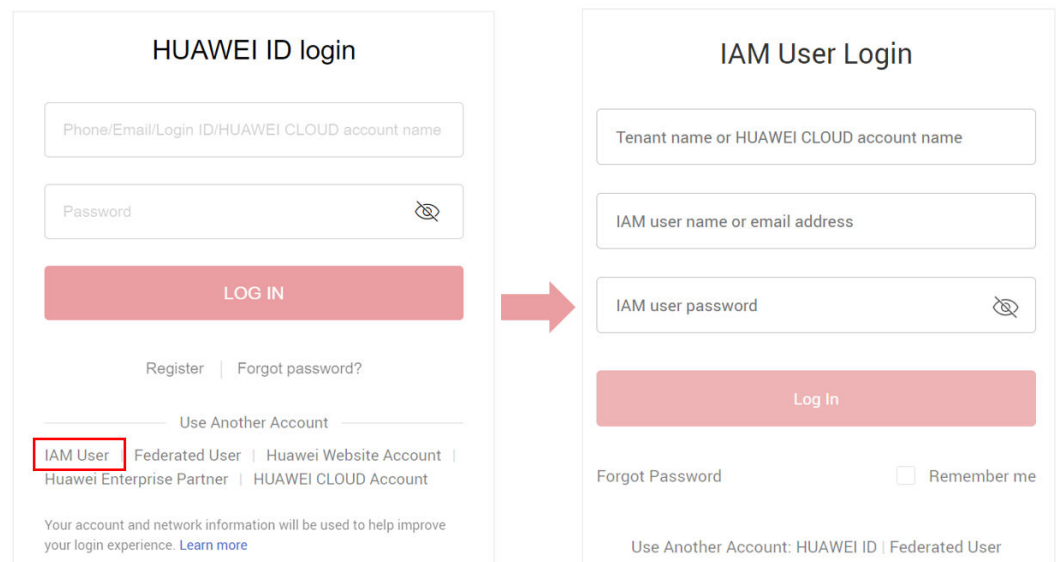 HUAWEI ID login
Phone/Email/Login ID/HUAWEI CLOUD account name
Password
LOG IN
Register | Forgot password?
Use Another Account
IAM User | Federated User | Huawei Website Account |
Huawei Enterprise Partner | HUAWEI CLOUD Account
Your account and network information will be used to help improve
your login experience. Learn more
IAM User Login
Tenant name or HUAWEI CLOUD account name
IAM user name or email address
IAM user password
Log In
Forgot Password
Remember me
Use Another Account: HUAWEI ID | Federated User